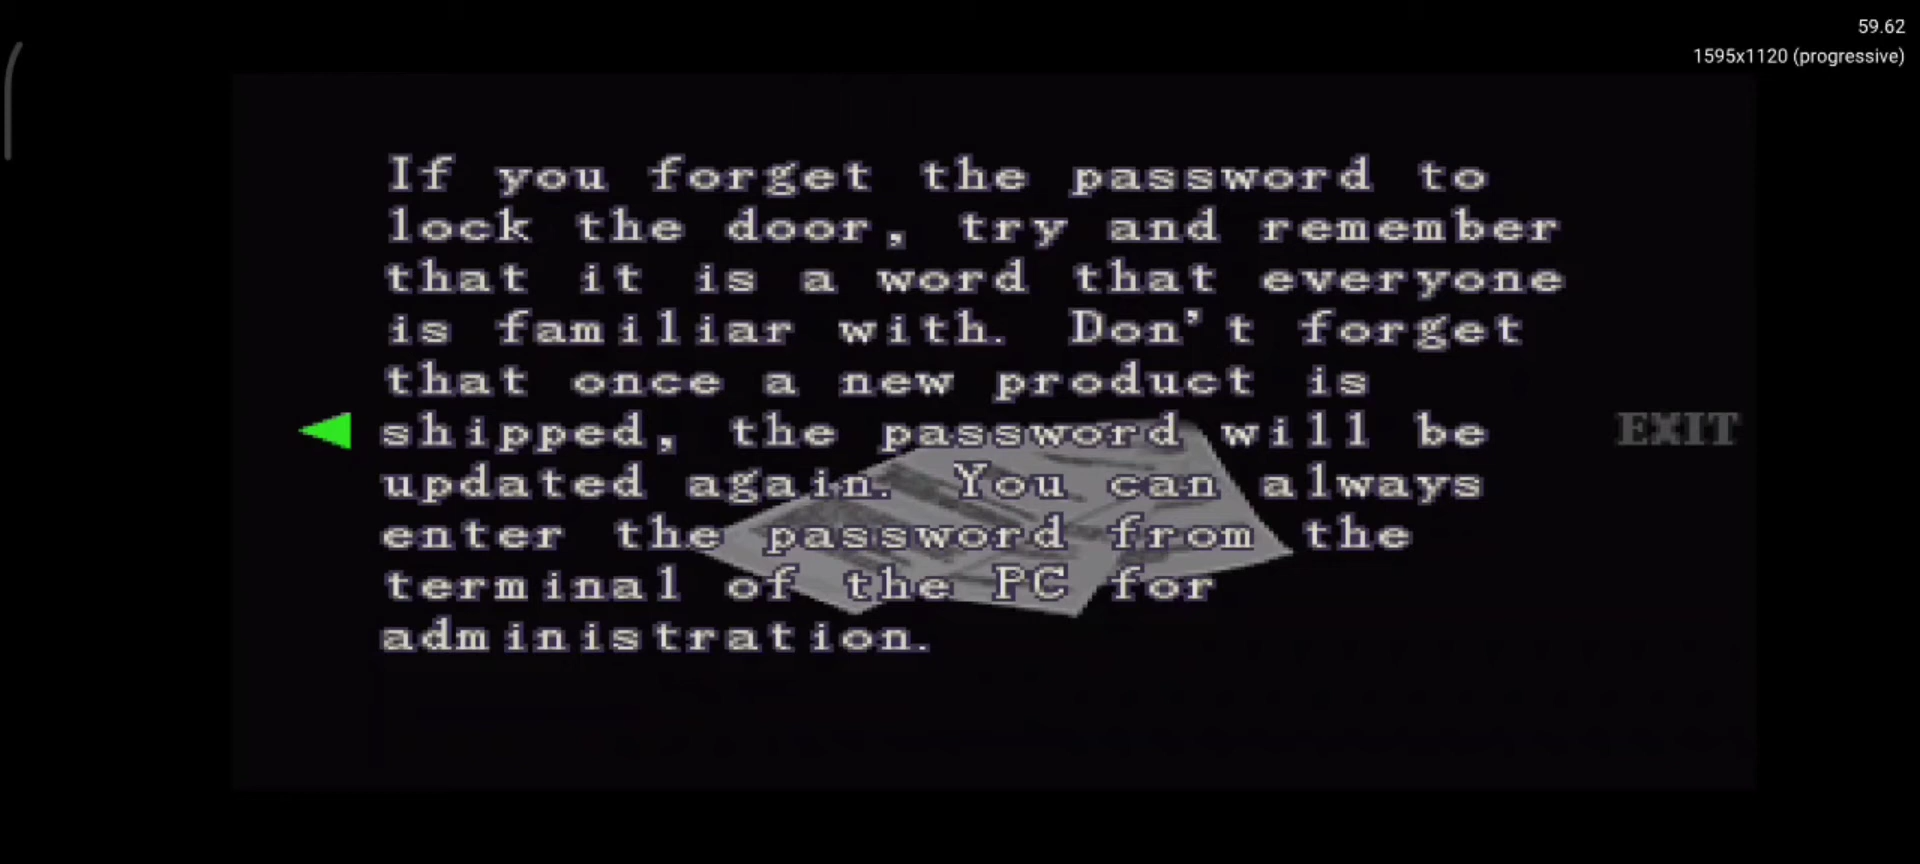 59.62
1595x1120 (progressive)
If you forget the password to
lock the door, try and remember
that it is a word that everyone
is familiar with. Don't forget
that once a new product is
shipped, the password will be
updated again. You can always
enter the password from the
terminal of the PC for
administration.
EXIT